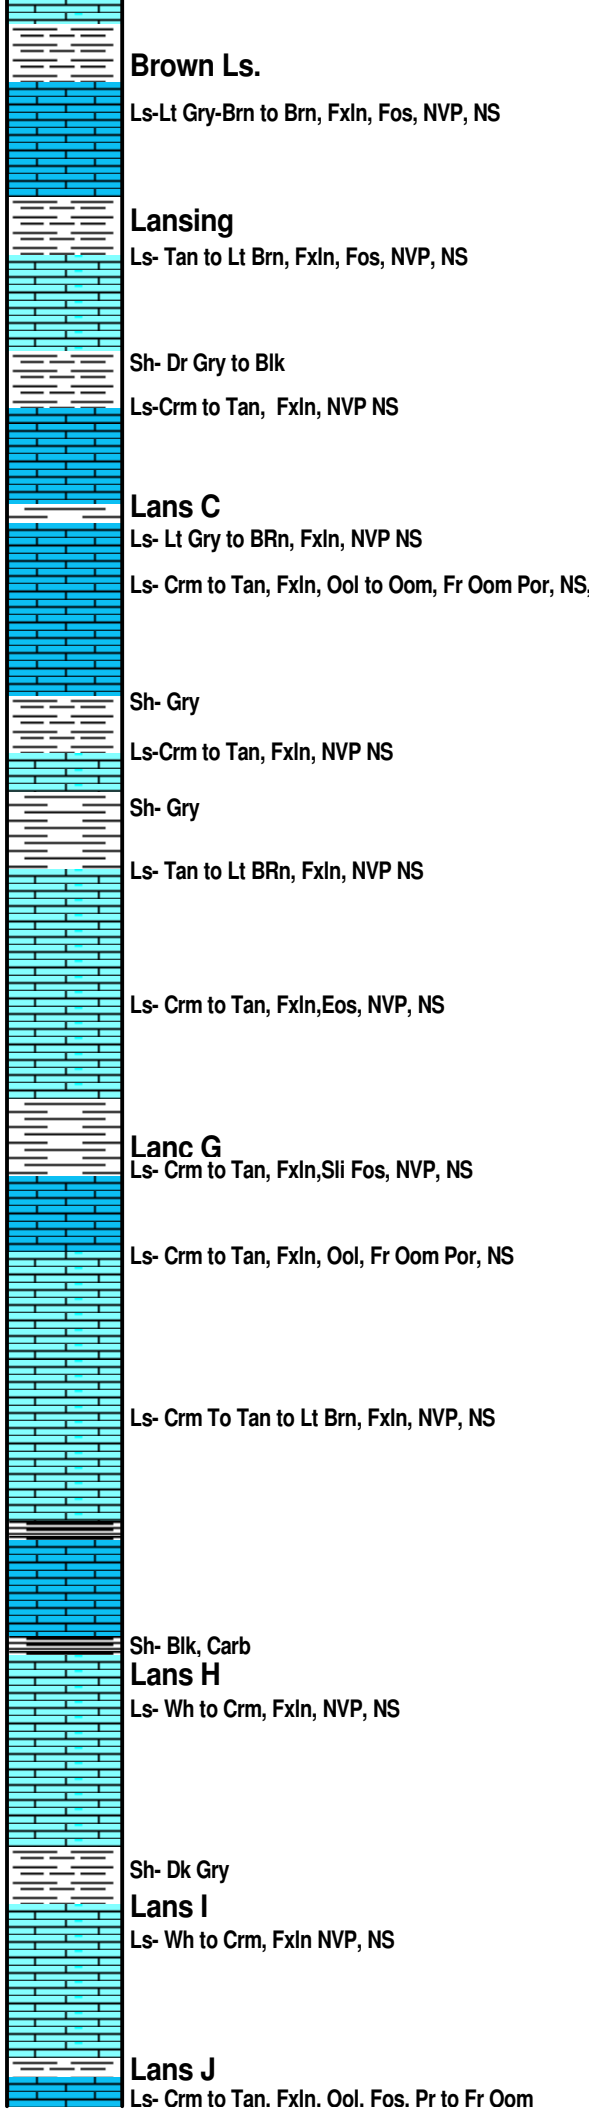 Brown Ls.
Ls-Lt Gry-Brn to Brn, Fxln, Fos, NVP, NS
Lansing
Ls- Tan to Lt Brn, Fxln, Fos, NVP, NS
Sh- Dr Gry to Blk
Ls-Crm to Tan, Fxln, NVP NS
Lans C
Ls- Lt Gry to BRn, Fxln, NVP NS
Ls- Crm to Tan, Fxln, Ool to Oom, Fr Oom Por, NS,
Sh- Gry
Ls-Crm to Tan, Fxln, NVP NS
Sh- Gry
Ls- Tan to Lt BRn, Fxln, NVP NS
Ls- Crm to Tan, Fxln,Eos, NVP, NS
Lanc G
Ls- Crm to Tan, Fxln,Sli Fos, NVP, NS
Ls- Crm to Tan, Fxln, Ool, Fr Oom Por, NS
Ls- Crm To Tan to Lt Brn, Fxln, NVP, NS
Sh- Blk, Carb
Lans H
Ls- Wh to Crm, Fxln, NVP, NS
Sh- Dk Gry
Lans I
Ls- Wh to Crm, Fxln NVP, NS
Lans J
Ls- Crm to Tan, Fxln, Ool, Fos, Pr to Fr Oom